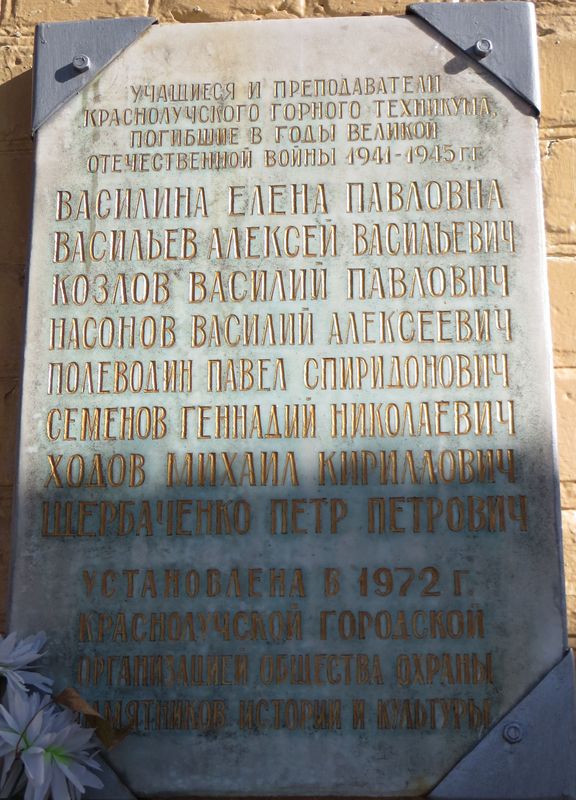 УЧАЩИЕСЯ И ПРЕПОДАВАТЕЛИ
КРАСНОЛУЧСКОГО ГОРНОГО ТЕХНИКУМА,
ПОГИБШИЕ В ГОДЫ ВЕЛИКОЙ
ОТЕЧЕСТВЕННОЙ ВОЙНЫ 1941-1945 ГГ.
ВАСИЛИНА ЕЛЕНА ПАВЛОВНА
ВАСИЛЬЕВ АЛЕКСЕЙ ВАСИЛЬЕВИЧ
КОЗЛОВ ВАСИЛИЙ ПАВЛОВИЧ
НАСОНОВ ВАСИЛИЙ АЛЕКСЕЕВИЧ
ПОЛЕВОДИН ПАВЕЛ СПИРИДОНОВИЧ
СЕМЕНОВ ГЕННАДИЙ НИКОЛАЕВИЧ
ХОДОВ МИХАИЛ КИРИЛЛОВИЧ
ЩЕРБАЧЕНКО ПЕТР ПЕТРОВИЧ
УСТАНОВЛЕНА В 1972 Г.
КРАСНОЛУЧСКОЙ ГОРОДСКОЙ
ОРГАНИЗАЦИЕЙ ОБЩЕСТВА ОХРАНЫ
ПАМЯТНИКОВ ИСТОРИИ И КУЛЬТУРЫ